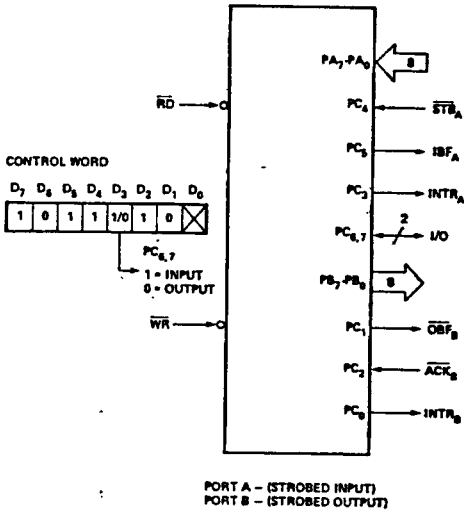 PA7-PA0
8
RD
PC4
STBA
PC5
IBFA
CONTROL WORD
PC3
INTRA
D7 D6 D5 D4 D3 D2 D1 D0
1 0 1 1 1/0 1 0 X
PC6,7
2
I/O
PC6,7
1 = INPUT
0 = OUTPUT
PB7-PB0
8
WR
PC1
OBFB
PC2
ACKB
PC0
INTRB
PORT A – (STROBED INPUT)
PORT B – (STROBED OUTPUT)